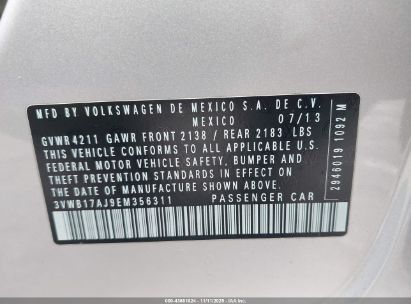 MFD BY VOLKSWAGEN DE MEXICO S.A. DE C.V.
MEXICO 07/13
GVWR 4211 GAWR FRONT 2138 / REAR 2183 LBS
THIS VEHICLE CONFORMS TO ALL APPLICABLE U.S.
FEDERAL MOTOR VEHICLE SAFETY, BUMPER AND
THEFT PREVENTION STANDARDS IN EFFECT ON
THE DATE OF MANUFACTURE SHOWN ABOVE.
3VWB17AJ9EM356311 PASSENGER CAR
2946019 1092 M